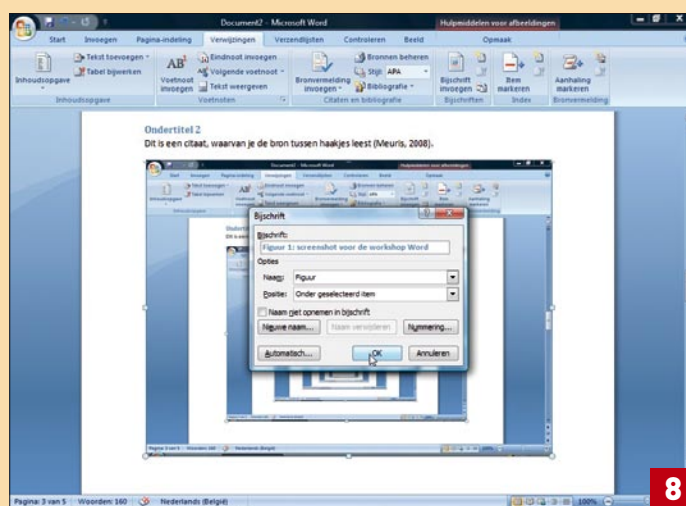 Document2 - Microsoft Word
Hulpmiddelen voor afbeeldingen
Start Invoegen Pagina-indeling Verwijzingen Verzendlijsten Controleren Beeld Opmaak
Inhoudsopgave
Tekst toevoegen
Tabel bijwerken
Inhoudsopgave
AB¹
Voetnoot invoegen
Eindnoot invoegen
Volgende voetnoot
Tekst weergeven
Voetnoten
Bronvermelding invoegen
Bronnen beheren
Stijl: APA
Bibliografie
Citaten en bibliografie
Bijschrift invoegen
Bijschriften
Item markeren
Index
Aanhaling markeren
Bronvermelding
Ondertitel 2
Dit is een citaat, waarvan je de bron tussen haakjes leest (Meuris, 2008).
Bijschrift
Bijschrift:
Figuur 1: screenshot voor de workshop Word
Opties
Naam: Figuur
Positie: Onder geselecteerd item
Naam niet opnemen in bijschrift
Nieuwe naam... Naam verwijderen Nummering...
Automatisch... OK Annuleren
Pagina: 3 van 5 Woorden: 160 Nederlands (België) 100%
8